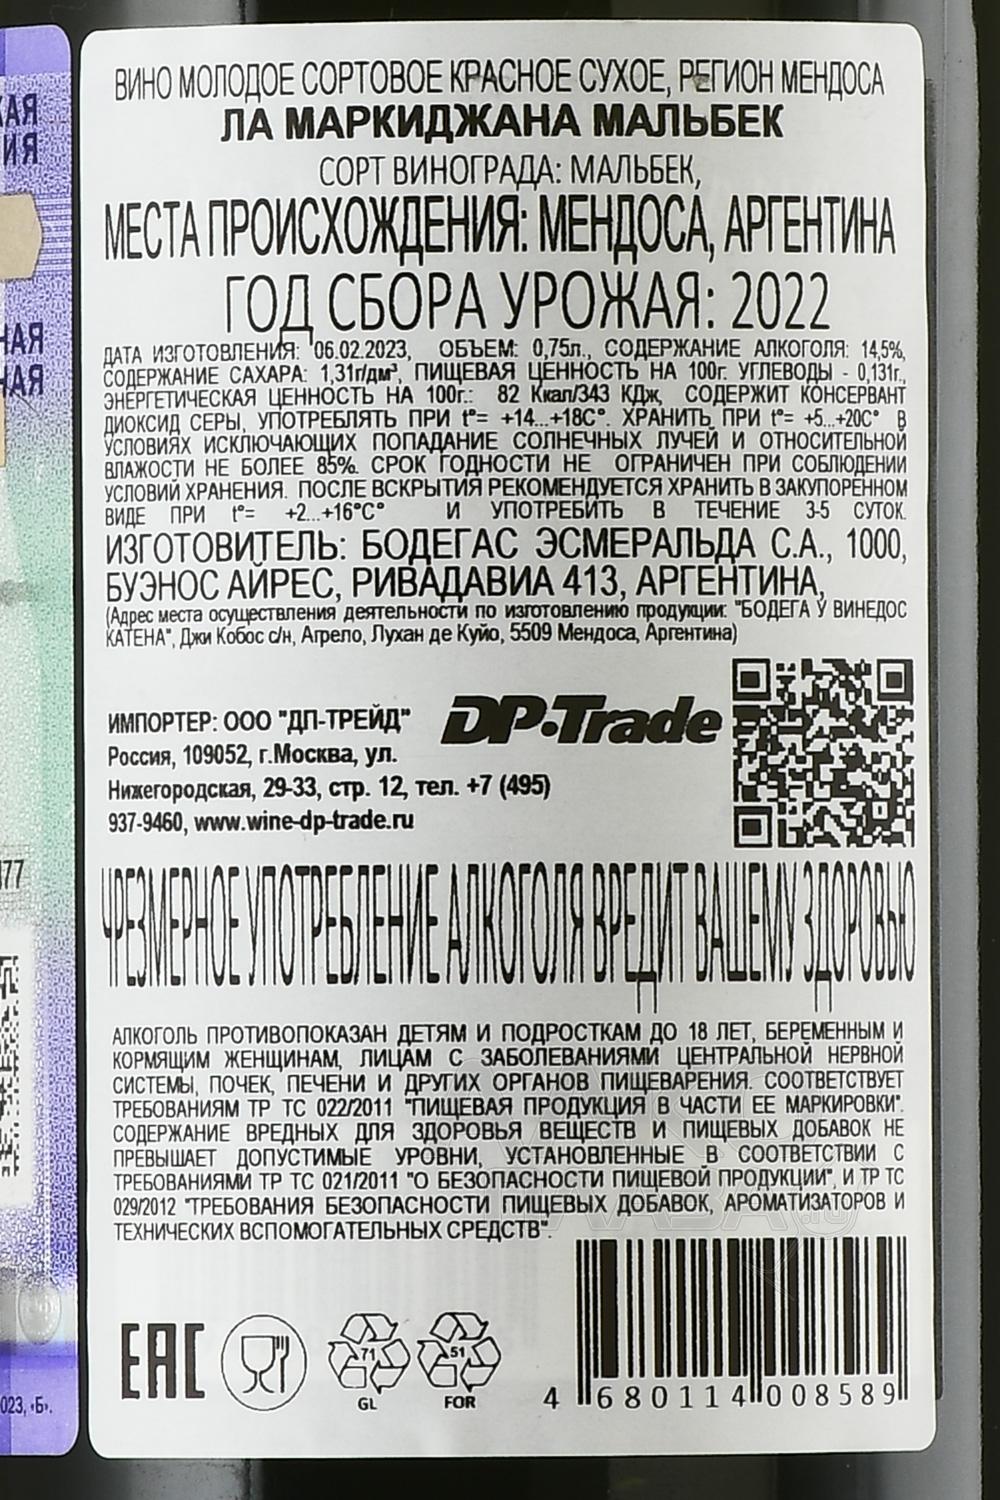 ВИНО МОЛОДОЕ СОРТОВОЕ КРАСНОЕ СУХОЕ, РЕГИОН МЕНДОСА
ЛА МАРКИДЖАНА МАЛЬБЕК
СОРТ ВИНОГРАДА: МАЛЬБЕК,
МЕСТА ПРОИСХОЖДЕНИЯ: МЕНДОСА, АРГЕНТИНА
ГОД СБОРА УРОЖАЯ: 2022
ДАТА ИЗГОТОВЛЕНИЯ: 06.02.2023, ОБЪЕМ: 0,75л., СОДЕРЖАНИЕ АЛКОГОЛЯ: 14,5%,
СОДЕРЖАНИЕ САХАРА: 1,31г/дм³, ПИЩЕВАЯ ЦЕННОСТЬ НА 100г. УГЛЕВОДЫ - 0,131г.,
ЭНЕРГЕТИЧЕСКАЯ ЦЕННОСТЬ НА 100г.: 82 Ккал/343 КДж, СОДЕРЖИТ КОНСЕРВАНТ
ДИОКСИД СЕРЫ, УПОТРЕБЛЯТЬ ПРИ t°= +14...+18C°. ХРАНИТЬ ПРИ t°= +5...+20C° В
УСЛОВИЯХ ИСКЛЮЧАЮЩИХ ПОПАДАНИЕ СОЛНЕЧНЫХ ЛУЧЕЙ И ОТНОСИТЕЛЬНОЙ
ВЛАЖОСТИ НЕ БОЛЕЕ 85%. СРОК ГОДНОСТИ НЕ ОГРАНИЧЕН ПРИ СОБЛЮДЕНИИ
УСЛОВИЙ ХРАНЕНИЯ. ПОСЛЕ ВСКРЫТИЯ РЕКОМЕНДУЕТСЯ ХРАНИТЬ В ЗАКУПОРЕННОМ
ВИДЕ ПРИ t°= +2...+16°C° И УПОТРЕБИТЬ В ТЕЧЕНИЕ 3-5 СУТОК.
ИЗГОТОВИТЕЛЬ: БОДЕГАС ЭСМЕРАЛЬДА С.А., 1000,
БУЭНОС АЙРЕС, РИВАДАВИА 413, АРГЕНТИНА,
(Адрес места осуществления деятельности по изготовлению продукции: "БОДЕГА У ВИНЕДОС
КАТЕНА", Джи Кобос с/н, Агрело, Лухан де Куйо, 5509 Мендоса, Аргентина)
ИМПОРТЕР: ООО "ДП-ТРЕЙД"
DP•Trade
Россия, 109052, г.Москва, ул.
Нижегородская, 29-33, стр. 12, тел. +7 (495)
937-9460, www.wine-dp-trade.ru
ЧРЕЗМЕРНОЕ УПОТРЕБЛЕНИЕ АЛКОГОЛЯ ВРЕДИТ ВАШЕМУ ЗДОРОВЬЮ
АЛКОГОЛЬ ПРОТИВОПОКАЗАН ДЕТЯМ И ПОДРОСТКАМ ДО 18 ЛЕТ, БЕРЕМЕННЫМ И
КОРМЯЩИМ ЖЕНЩИНАМ, ЛИЦАМ С ЗАБОЛЕВАНИЯМИ ЦЕНТРАЛЬНОЙ НЕРВНОЙ
СИСТЕМЫ, ПОЧЕК, ПЕЧЕНИ И ДРУГИХ ОРГАНОВ ПИЩЕВАРЕНИЯ. СООТВЕТСТВУЕТ
ТРЕБОВАНИЯМ ТР ТС 022/2011 "ПИЩЕВАЯ ПРОДУКЦИЯ В ЧАСТИ ЕЕ МАРКИРОВКИ".
СОДЕРЖАНИЕ ВРЕДНЫХ ДЛЯ ЗДОРОВЬЯ ВЕЩЕСТВ И ПИЩЕВЫХ ДОБАВОК НЕ
ПРЕВЫШАЕТ ДОПУСТИМЫЕ УРОВНИ, УСТАНОВЛЕННЫЕ В СООТВЕТСТВИИ С
ТРЕБОВАНИЯМИ ТР ТС 021/2011 "О БЕЗОПАСНОСТИ ПИЩЕВОЙ ПРОДУКЦИИ", И ТР ТС
029/2012 "ТРЕБОВАНИЯ БЕЗОПАСНОСТИ ПИЩЕВЫХ ДОБАВОК, АРОМАТИЗАТОРОВ И
ТЕХНИЧЕСКИХ ВСПОМОГАТЕЛЬНЫХ СРЕДСТВ".
EAC
71
GL
51
FOR
4 680114 008589
023, «Б».